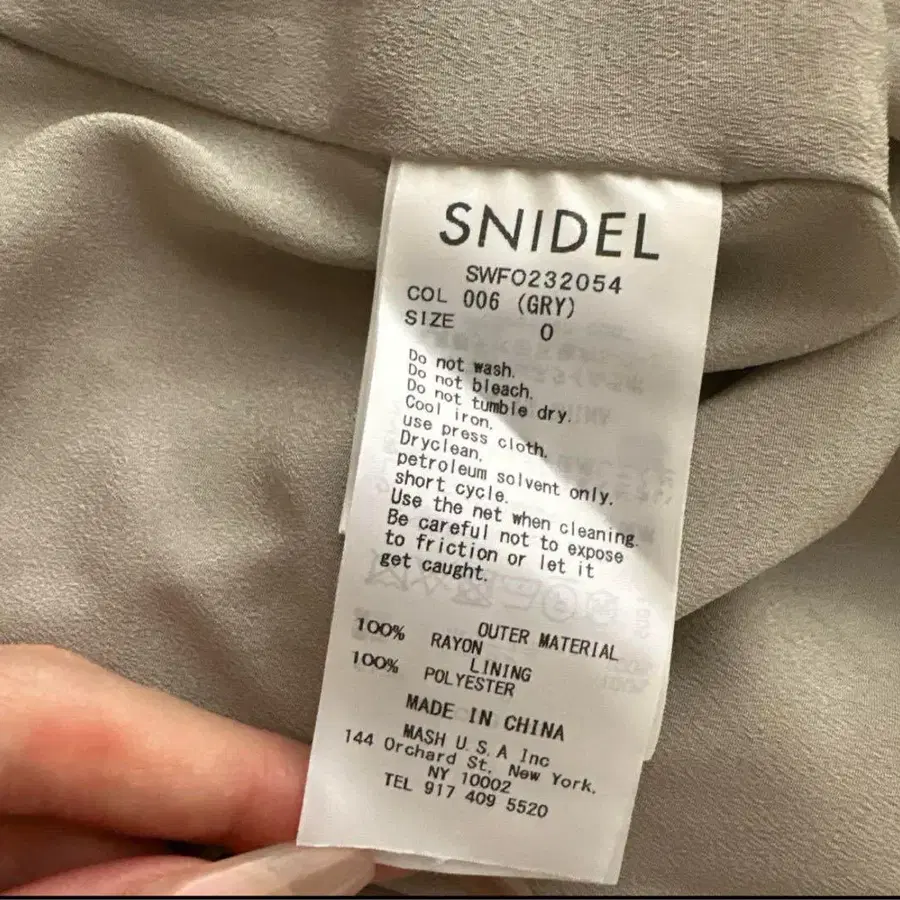 SNIDEL
SWFO232054
COL 006 (GRY)
SIZE 0
Do not wash.
Do not bleach.
Do not tumble dry.
Cool iron.
use press cloth.
Dryclean.
petroleum solvent only.
short cycle.
Use the net when cleaning.
Be careful not to expose
to friction or let it
get caught.
OUTER MATERIAL
100% RAYON
LINING
100% POLYESTER
MADE IN CHINA
MASH U.S.A Inc
144 Orchard St. New York.
NY 10002
TEL 917 409 5520